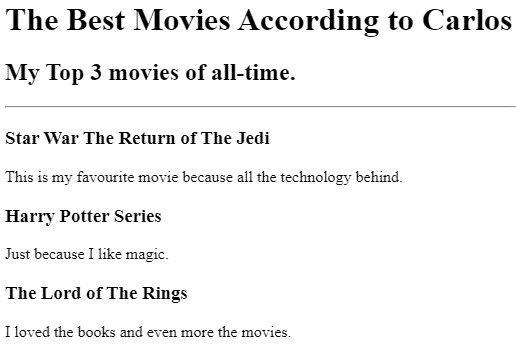 The Best Movies According to Carlos
My Top 3 movies of all-time.
Star War The Return of The Jedi
This is my favourite movie because all the technology behind.
Harry Potter Series
Just because I like magic.
The Lord of The Rings
I loved the books and even more the movies.